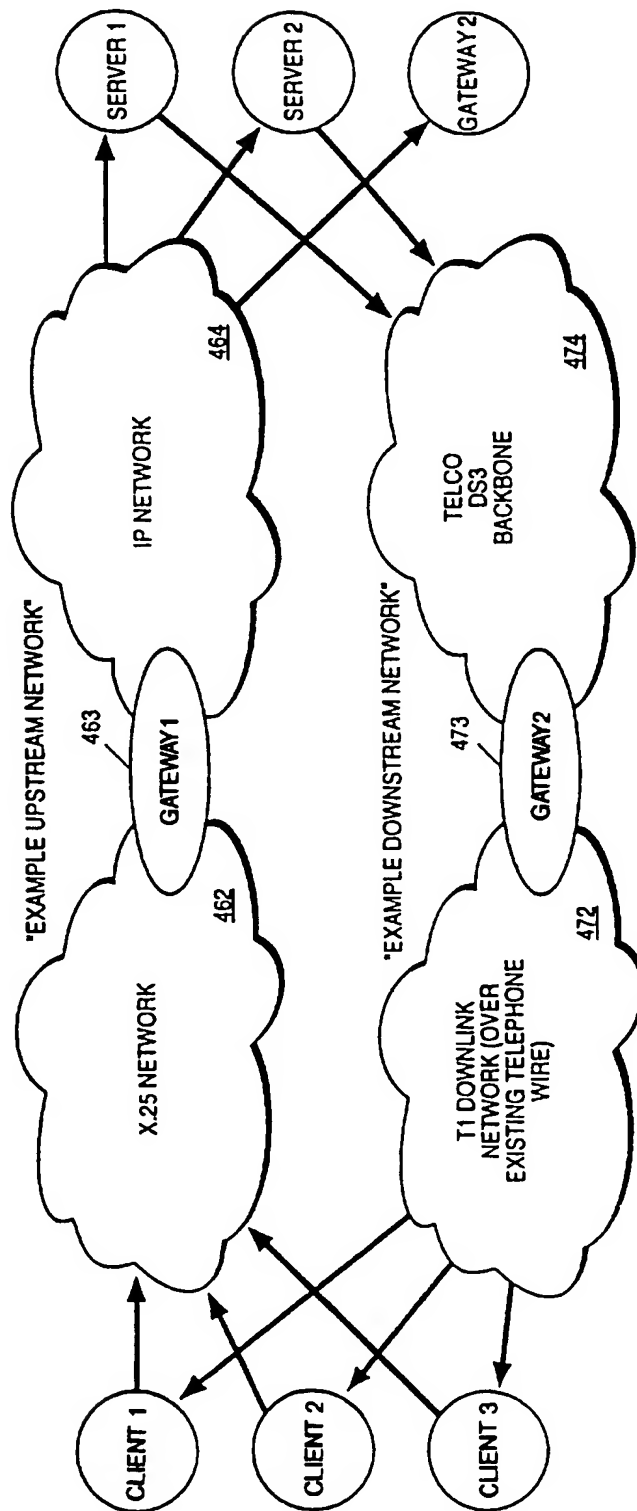 "EXAMPLE UPSTREAM NETWORK"
CLIENT 1
CLIENT 2
CLIENT 3
X.25 NETWORK
462
463
GATEWAY1
IP NETWORK
464
SERVER 1
SERVER 2
GATEWAY2
"EXAMPLE DOWNSTREAM NETWORK"
T1 DOWNLINK
NETWORK (OVER
EXISTING TELEPHONE
WIRE)
472
473
GATEWAY2
TELCO
DS3
BACKBONE
474